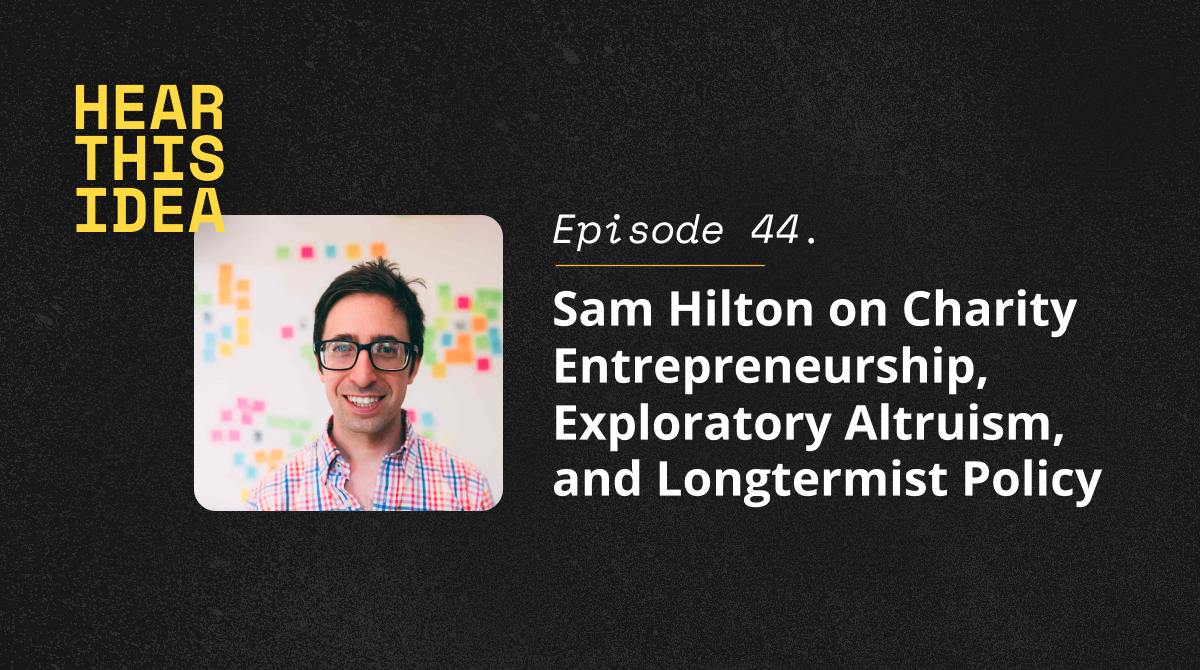 HEAR
THIS
IDEA
Episode 44.
Sam Hilton on Charity
Entrepreneurship,
Exploratory Altruism,
and Longtermist Policy